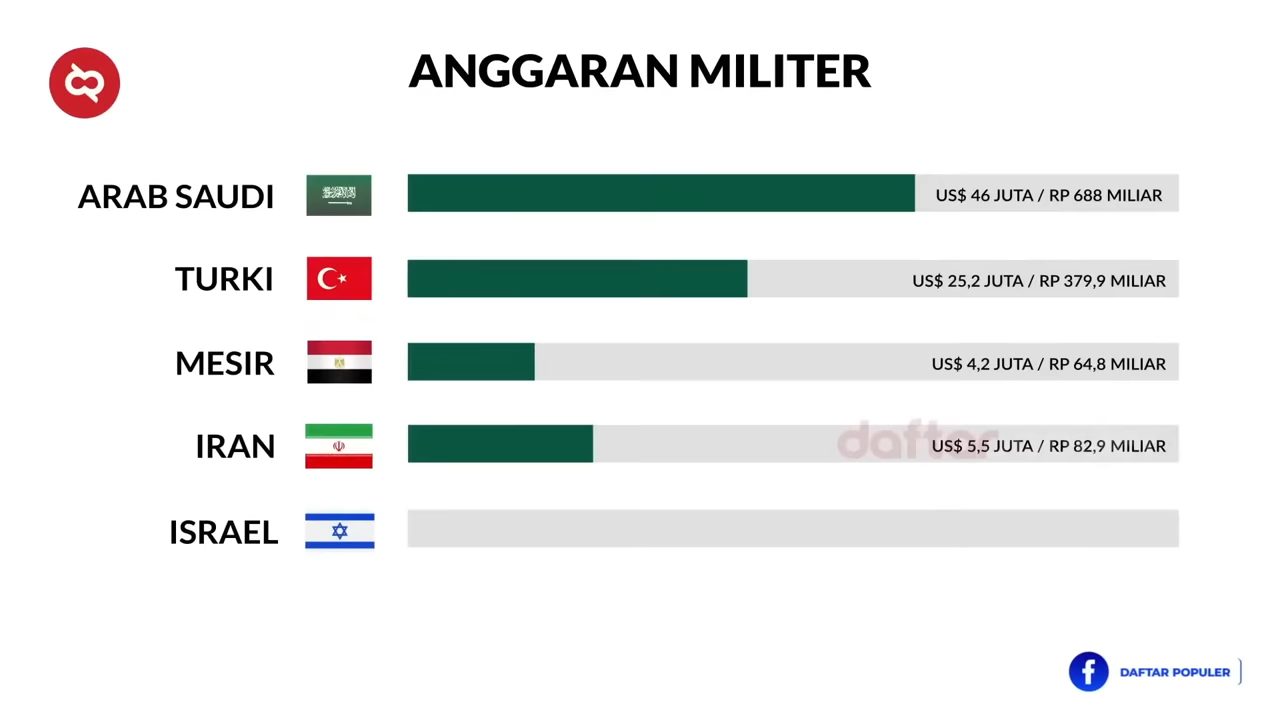 ANGGARAN MILITER
ARAB SAUDI
US$ 46 JUTA / RP 688 MILIAR
TURKI
US$ 25,2 JUTA / RP 379,9 MILIAR
MESIR
US$ 4,2 JUTA / RP 64,8 MILIAR
IRAN
daftar
US$ 5,5 JUTA / RP 82,9 MILIAR
ISRAEL
DAFTAR POPULER